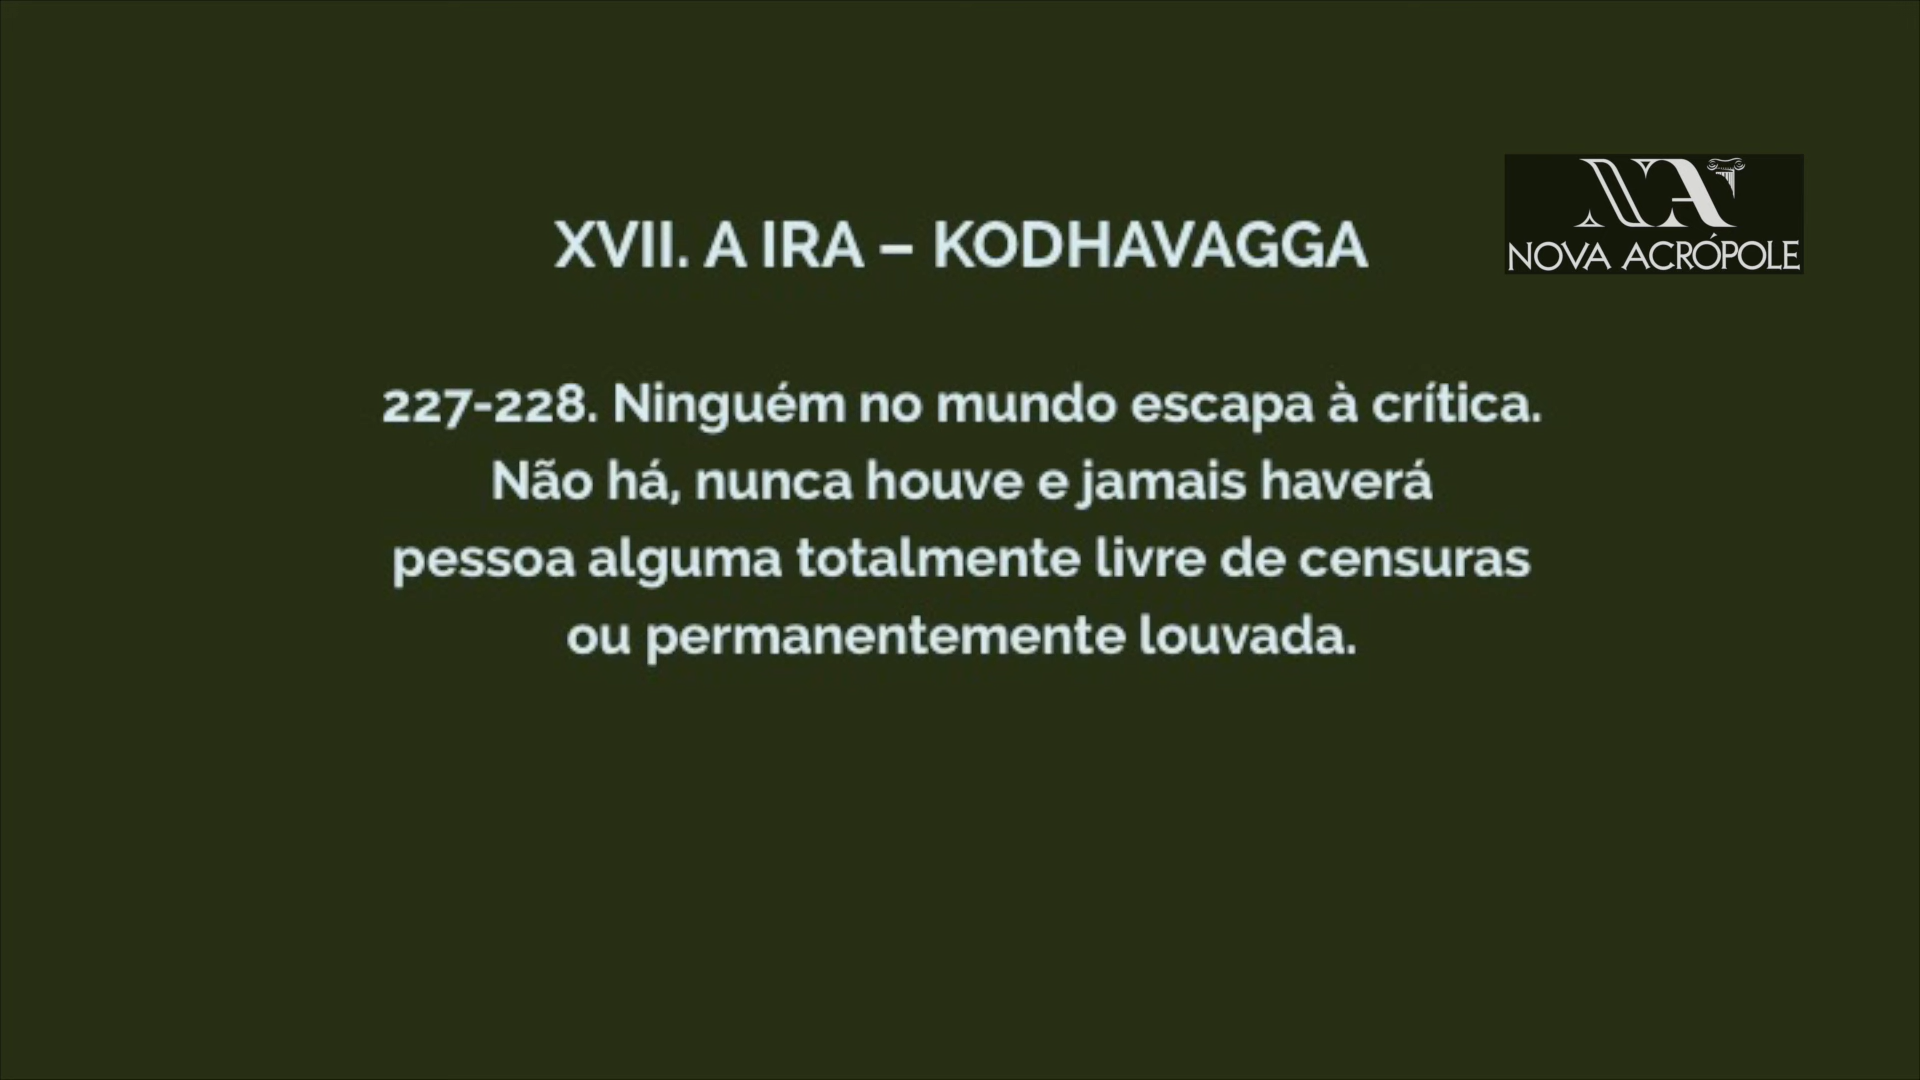 XVII. A IRA – KODHAVAGGA
NA
NOVA ACRÓPOLE
227-228. Ninguém no mundo escapa à crítica.
Não há, nunca houve e jamais haverá
pessoa alguma totalmente livre de censuras
ou permanentemente louvada.